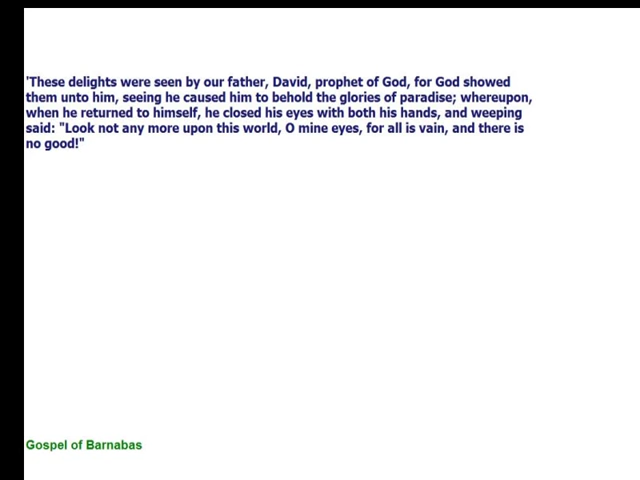 'These delights were seen by our father, David, prophet of God, for God showed
them unto him, seeing he caused him to behold the glories of paradise; whereupon,
when he returned to himself, he closed his eyes with both his hands, and weeping
said: "Look not any more upon this world, O mine eyes, for all is vain, and there is
no good!"
Gospel of Barnabas